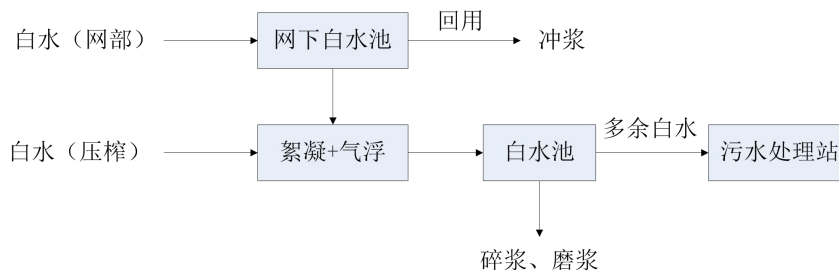 白水（网部）
网下白水池
回用
冲浆
白水（压榨）
絮凝+气浮
白水池
多余白水
污水处理站
碎浆、磨浆